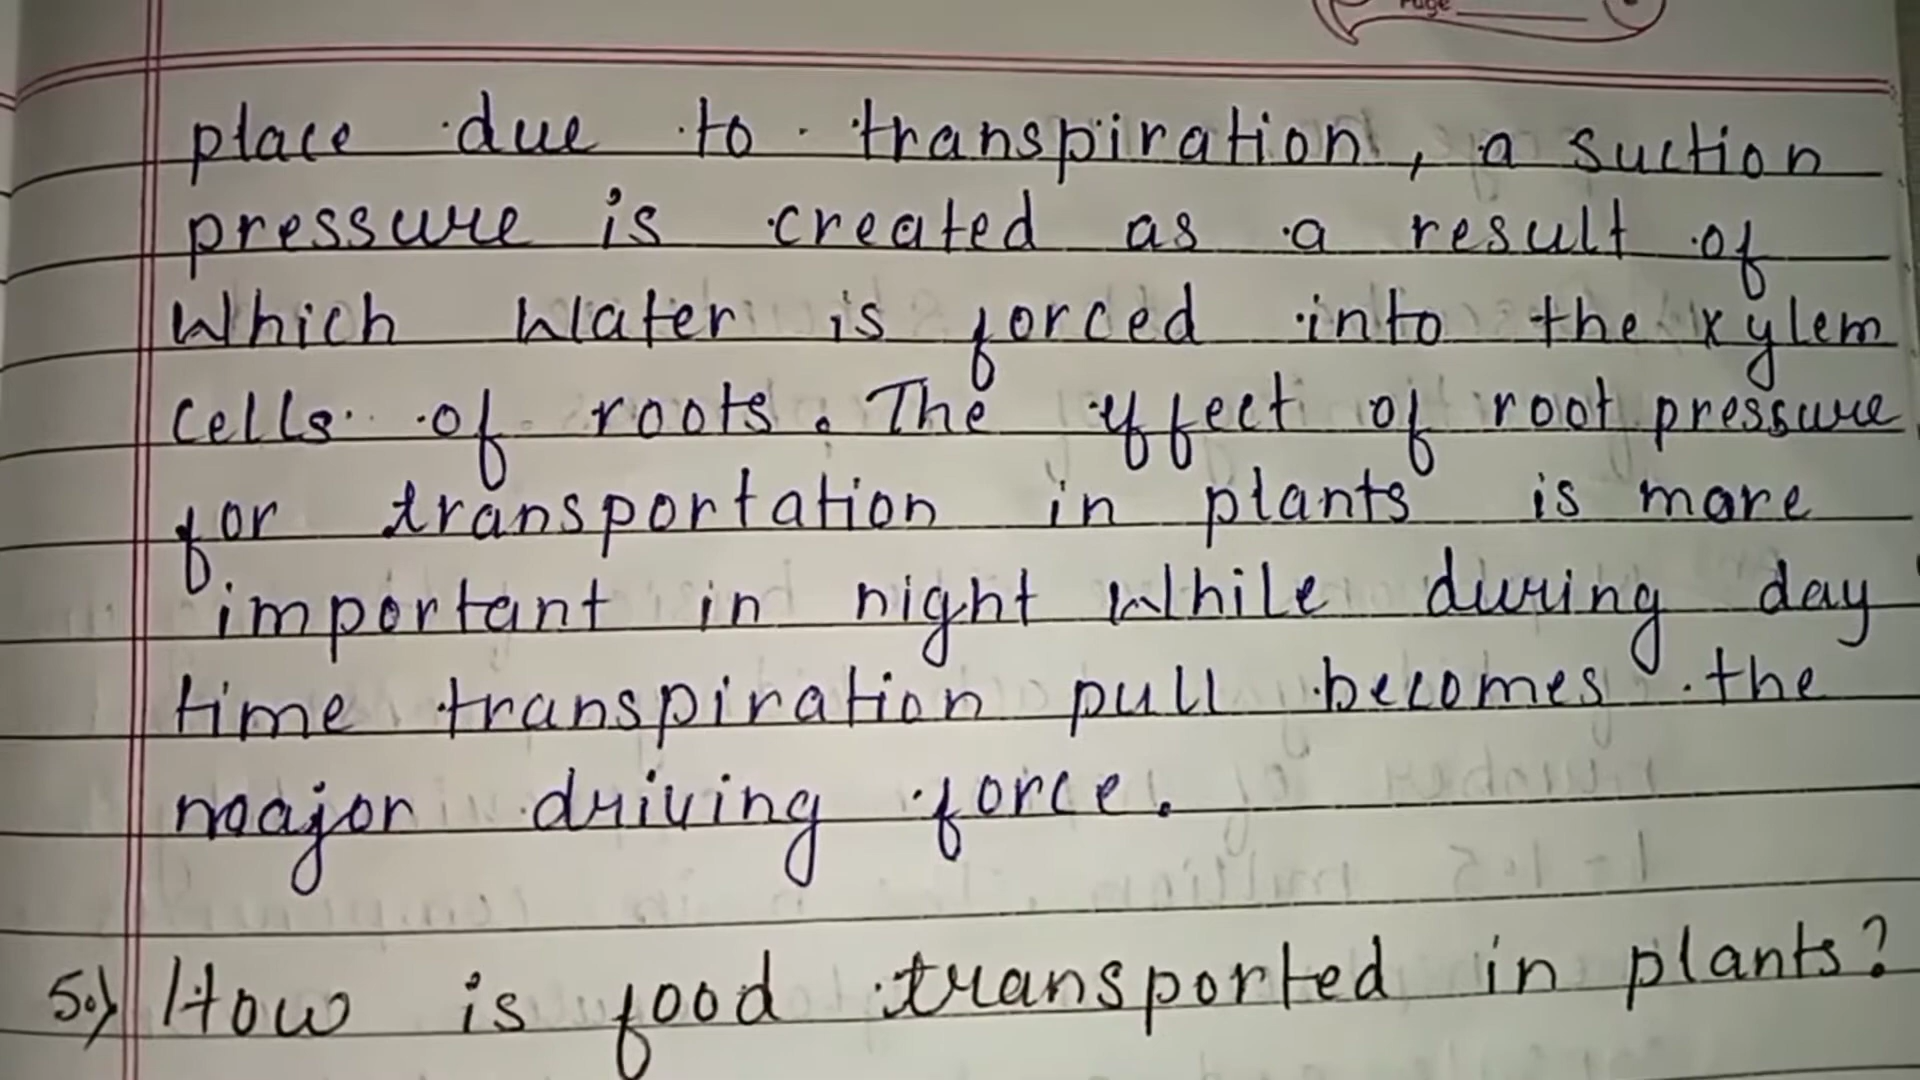 Page
place due to transpiration, a suction
pressure is created as a result of
Which Water is forced into the xylem
cells of roots. The effect of root pressure
for transportation in plants is more
important in night While during day
time transpiration pull becomes the
major driving force.
5.) How is food transported in plants?